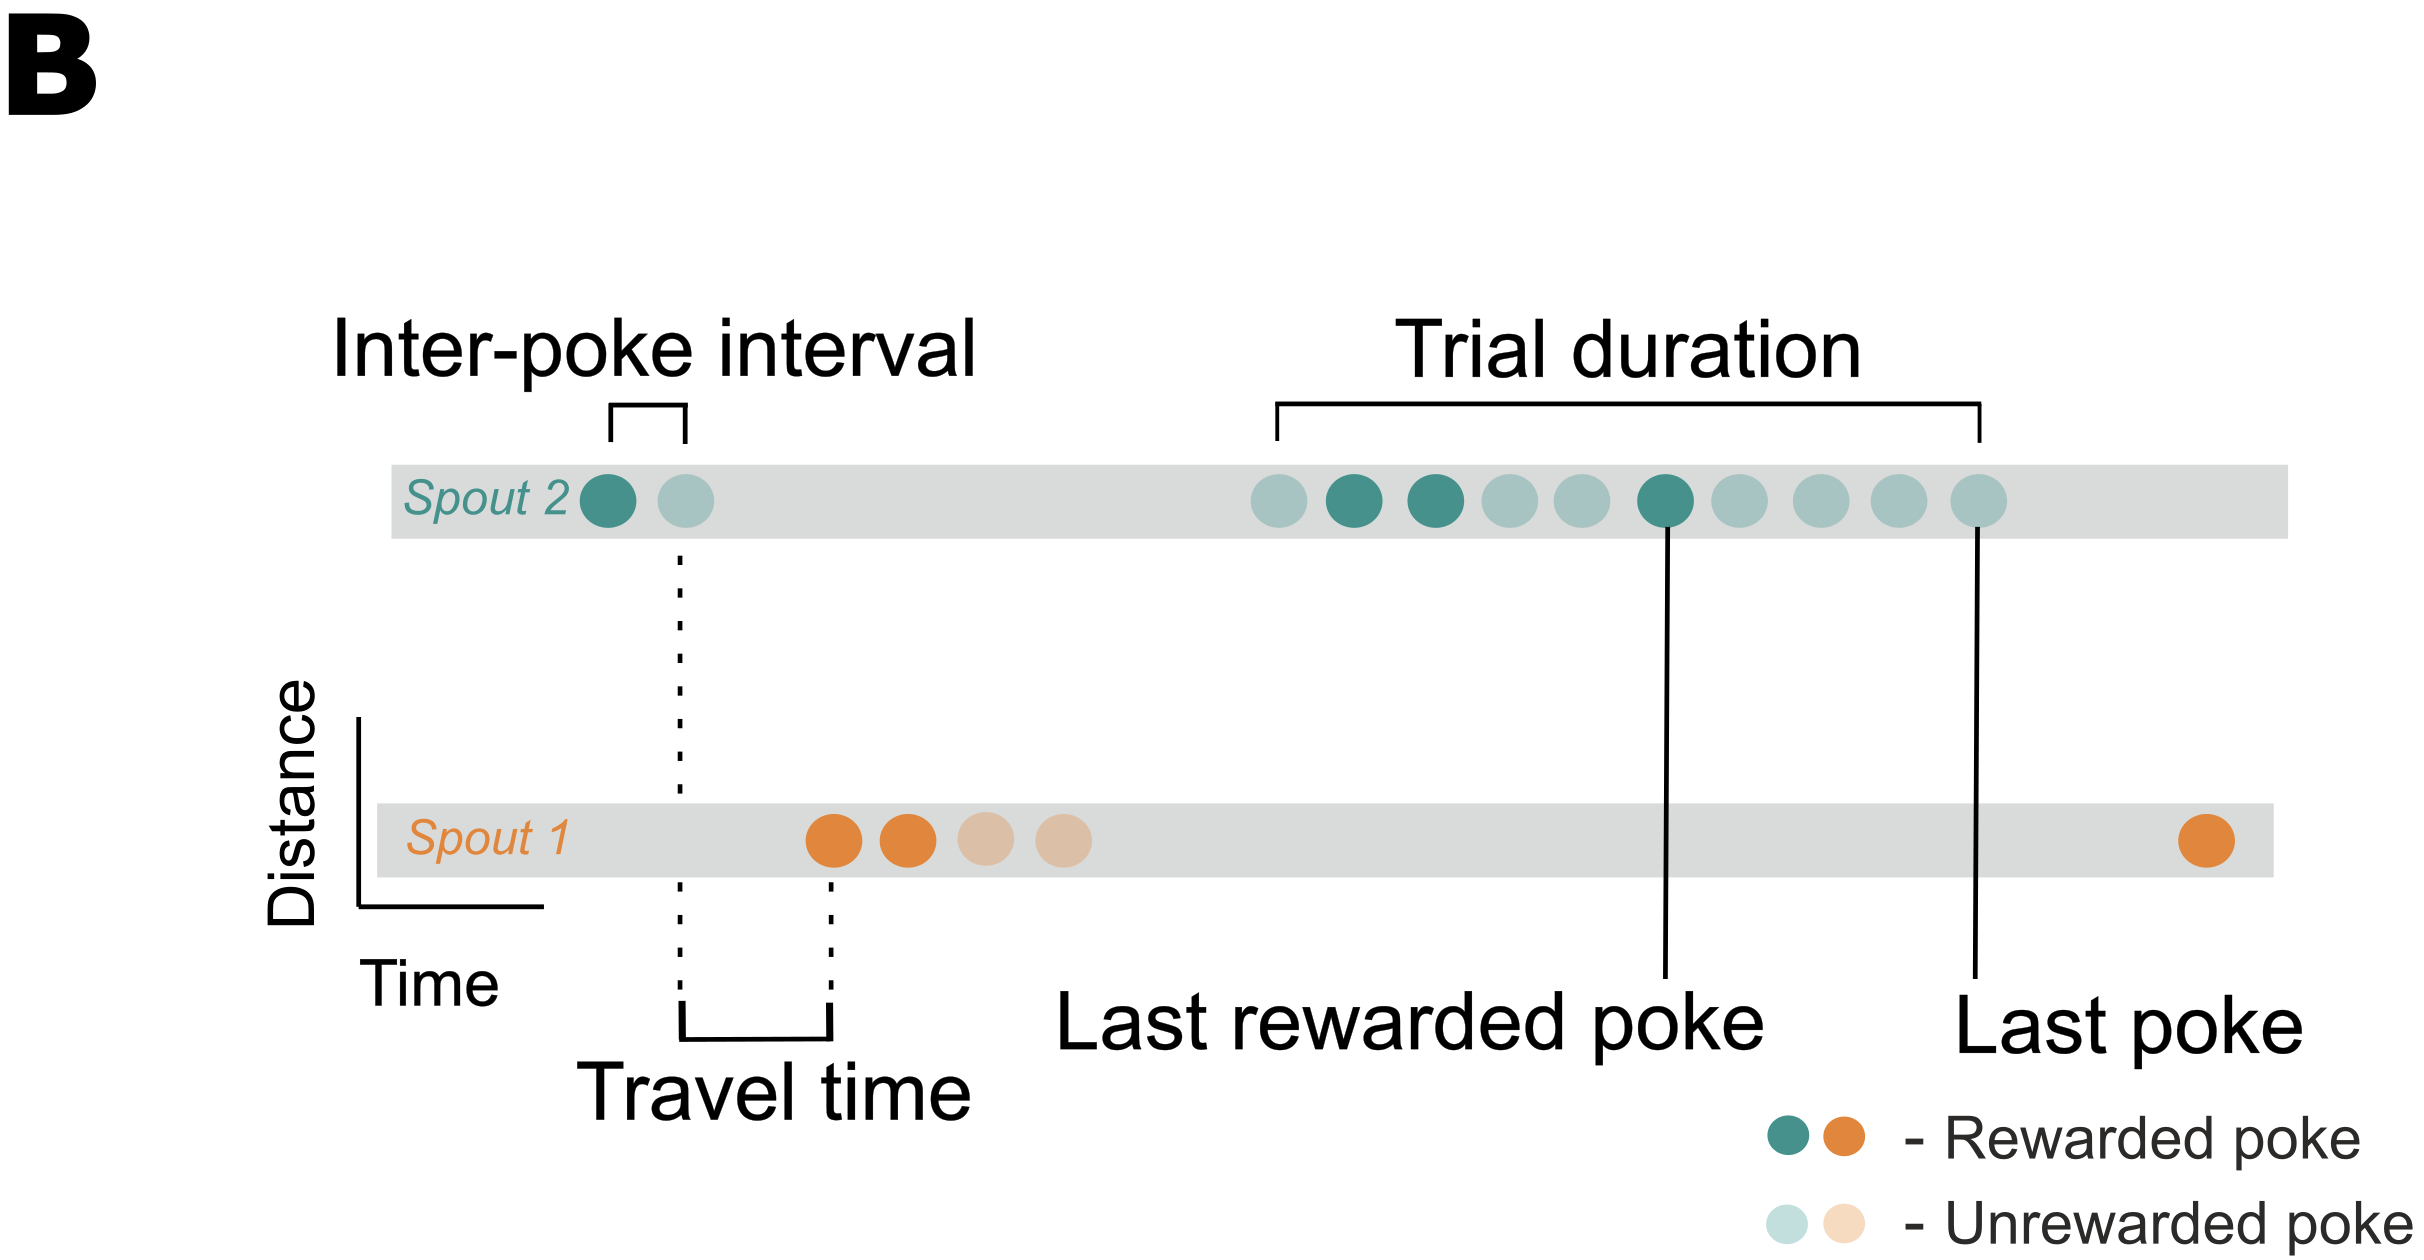 B
Inter-poke interval
Trial duration
Spout 2
Distance
Spout 1
Time
Last rewarded poke
Last poke
Travel time
- Rewarded poke
- Unrewarded poke